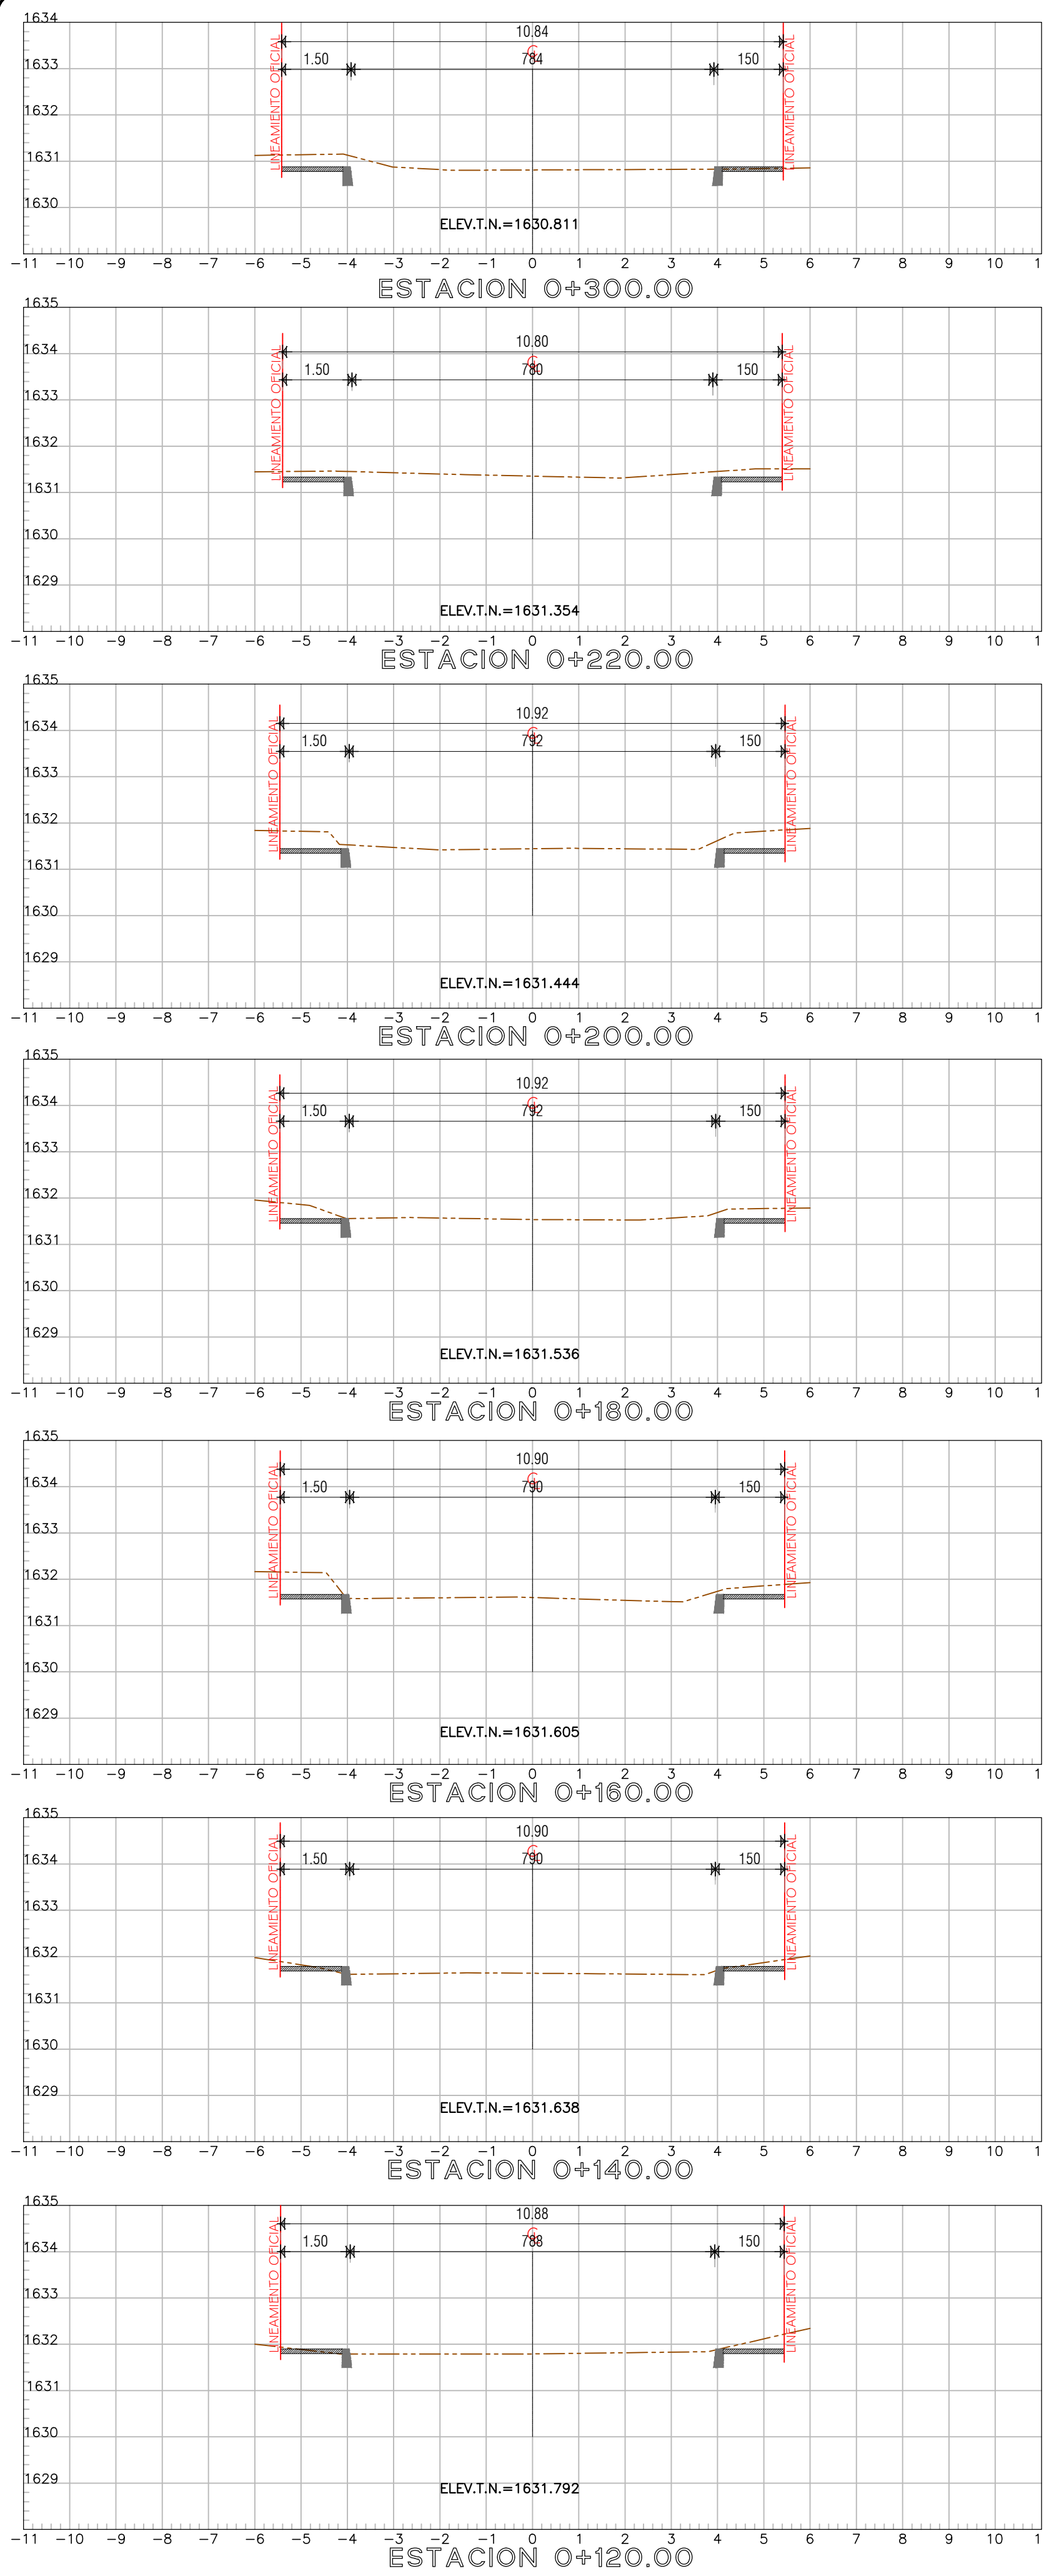 1634
10.84
1.50 784 150
LINEAMIENTO OFICIAL
LINEAMIENTO OFICIAL
1633
1632
1631
1630
ELEV.T.N.=1630.811
-11 -10 -9 -8 -7 -6 -5 -4 -3 -2 -1 0 1 2 3 4 5 6 7 8 9 10 1
ESTACION 0+300.00
1635
10.80
1634
1.50 780 150
LINEAMIENTO OFICIAL
LINEAMIENTO OFICIAL
1633
1632
1631
1630
1629
ELEV.T.N.=1631.354
-11 -10 -9 -8 -7 -6 -5 -4 -3 -2 -1 0 1 2 3 4 5 6 7 8 9 10 1
ESTACION 0+220.00
1635
10.92
1634
1.50 792 150
LINEAMIENTO OFICIAL
LINEAMIENTO OFICIAL
1633
1632
1631
1630
1629
ELEV.T.N.=1631.444
-11 -10 -9 -8 -7 -6 -5 -4 -3 -2 -1 0 1 2 3 4 5 6 7 8 9 10 1
ESTACION 0+200.00
1635
10.92
1634
1.50 792 150
LINEAMIENTO OFICIAL
LINEAMIENTO OFICIAL
1633
1632
1631
1630
1629
ELEV.T.N.=1631.536
-11 -10 -9 -8 -7 -6 -5 -4 -3 -2 -1 0 1 2 3 4 5 6 7 8 9 10 1
ESTACION 0+180.00
1635
10.90
1634
1.50 790 150
LINEAMIENTO OFICIAL
LINEAMIENTO OFICIAL
1633
1632
1631
1630
1629
ELEV.T.N.=1631.605
-11 -10 -9 -8 -7 -6 -5 -4 -3 -2 -1 0 1 2 3 4 5 6 7 8 9 10 1
ESTACION 0+160.00
1635
10.90
1634
1.50 790 150
LINEAMIENTO OFICIAL
LINEAMIENTO OFICIAL
1633
1632
1631
1630
1629
ELEV.T.N.=1631.638
-11 -10 -9 -8 -7 -6 -5 -4 -3 -2 -1 0 1 2 3 4 5 6 7 8 9 10 1
ESTACION 0+140.00
1635
10.88
1.50 788 150
1634
LINEAMIENTO OFICIAL
LINEAMIENTO OFICIAL
1633
1632
1631
1630
1629
ELEV.T.N.=1631.792
-11 -10 -9 -8 -7 -6 -5 -4 -3 -2 -1 0 1 2 3 4 5 6 7 8 9 10 1
ESTACION 0+120.00